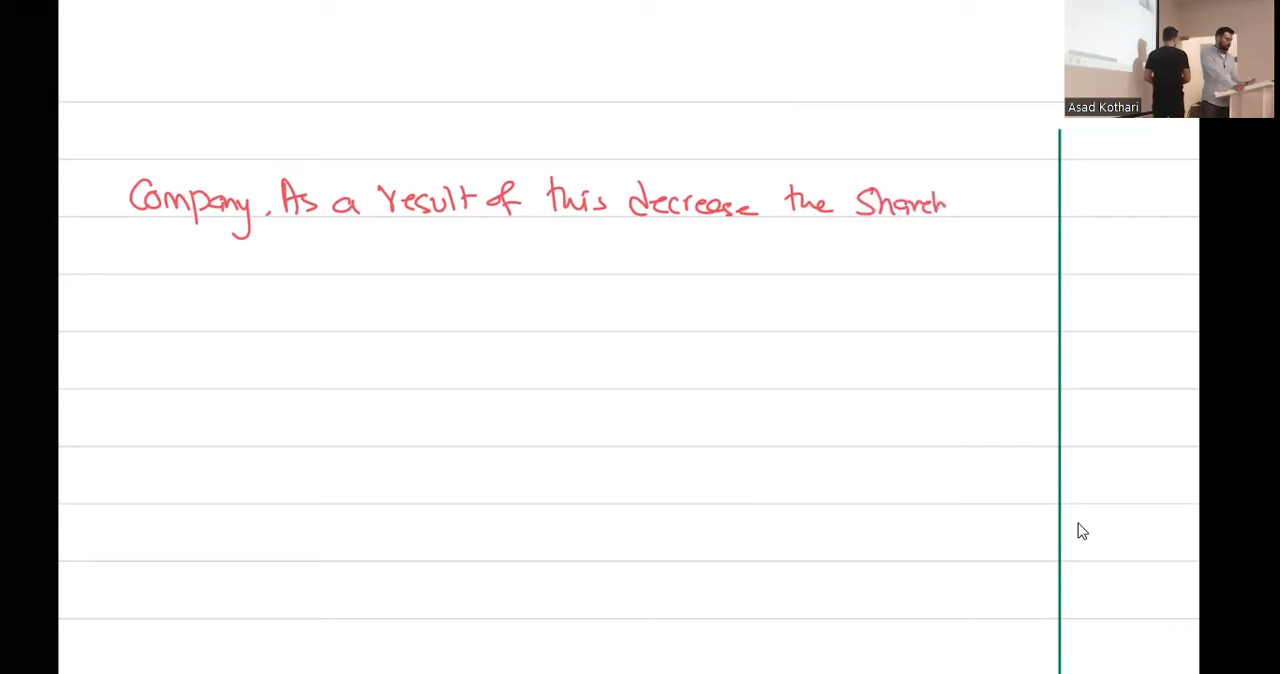 Asad Kothari
Company. As a result of this decrease the Shareh